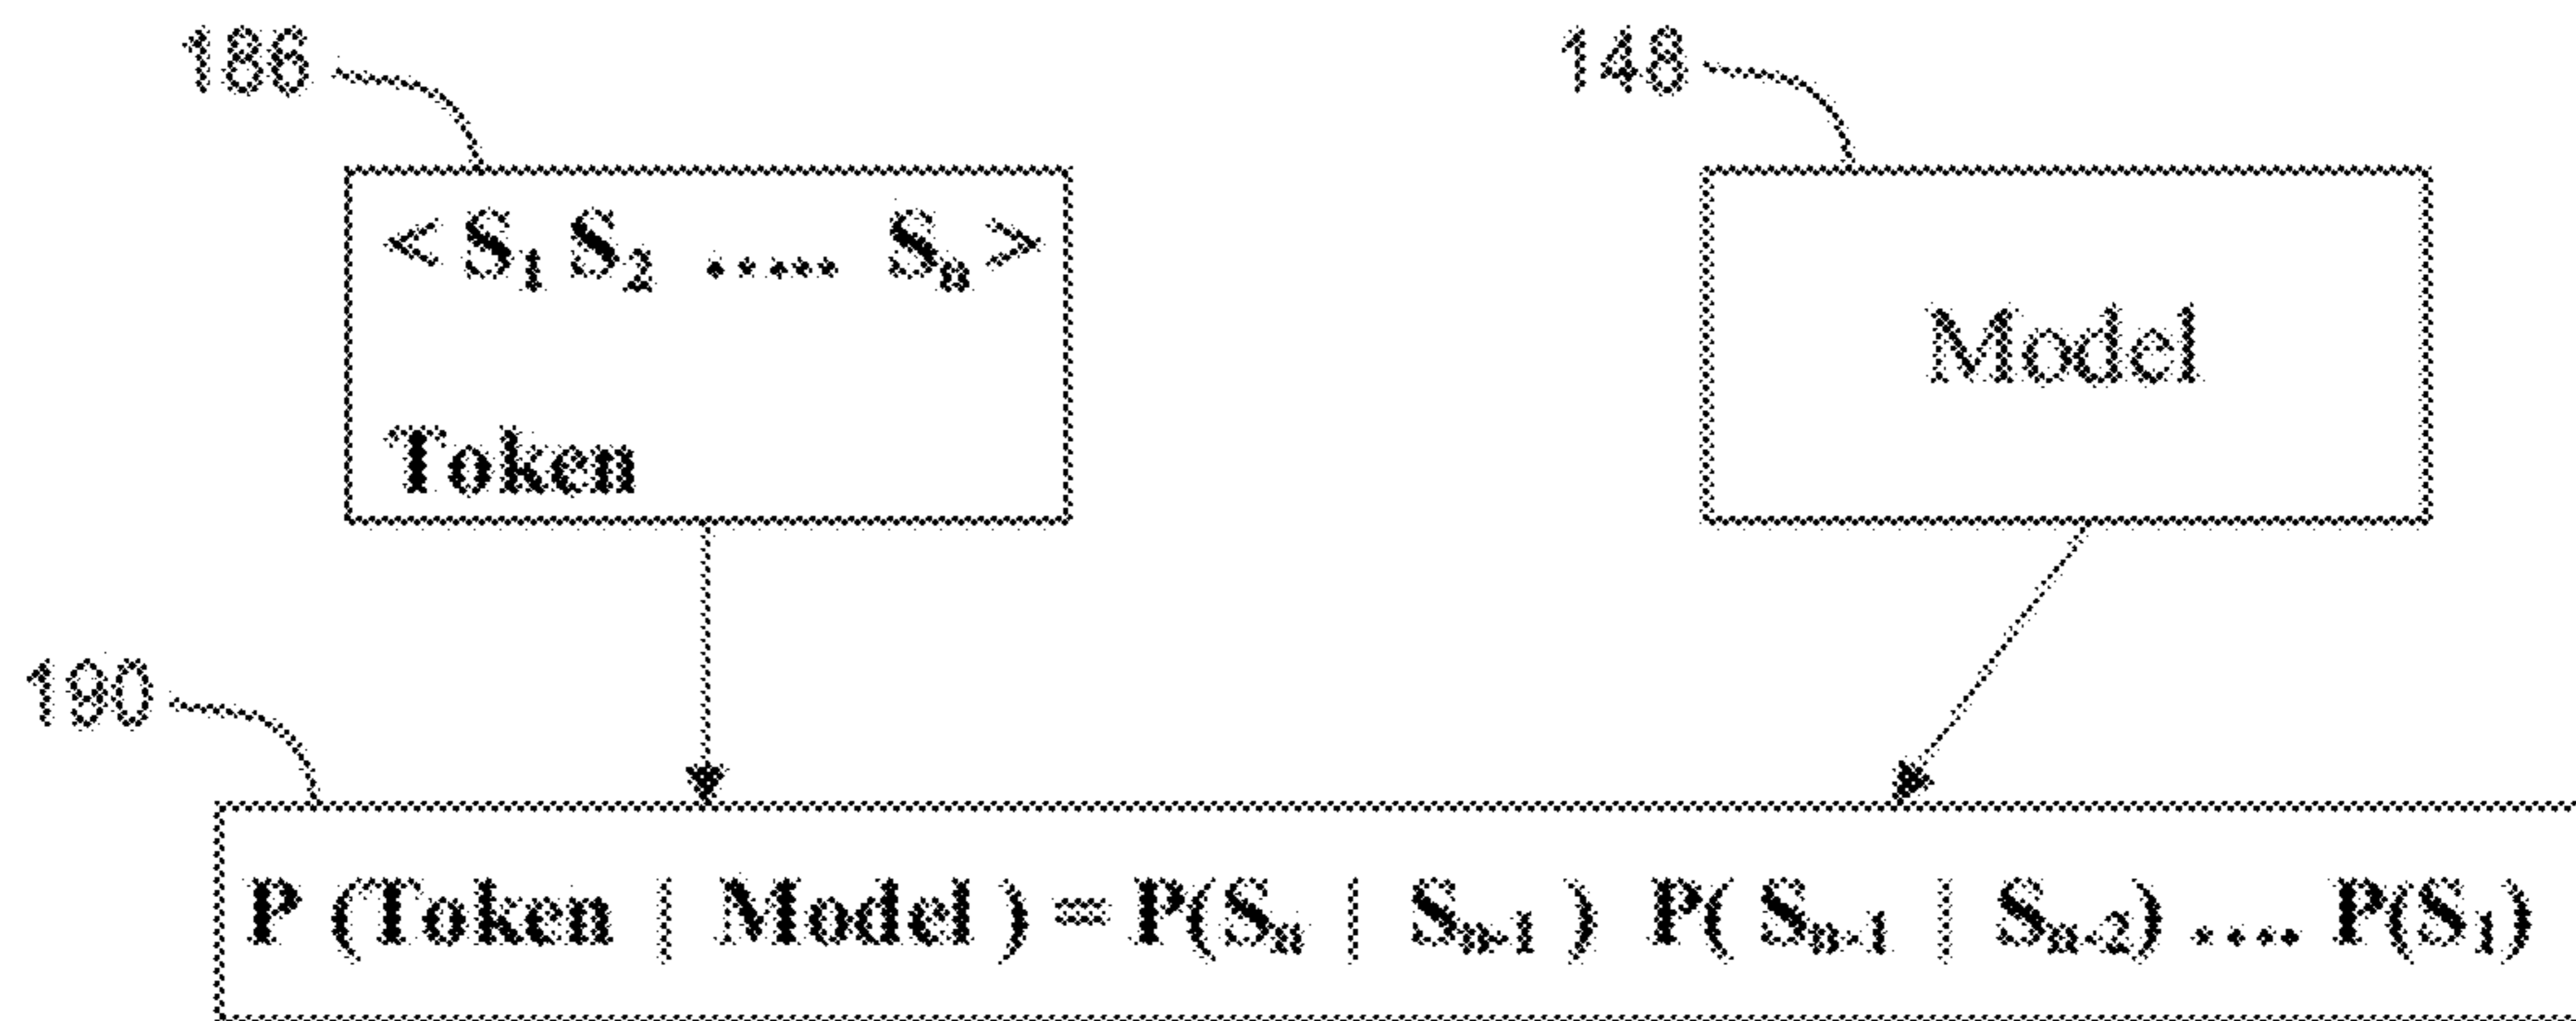 186
148
< S₁ S₂ ..... Sₙ >
Model
Token
190
P (Token | Model ) = P(Sₙ | Sₙ₋₁ ) P( Sₙ₋₁ | Sₙ₋₂) .... P(S₁)